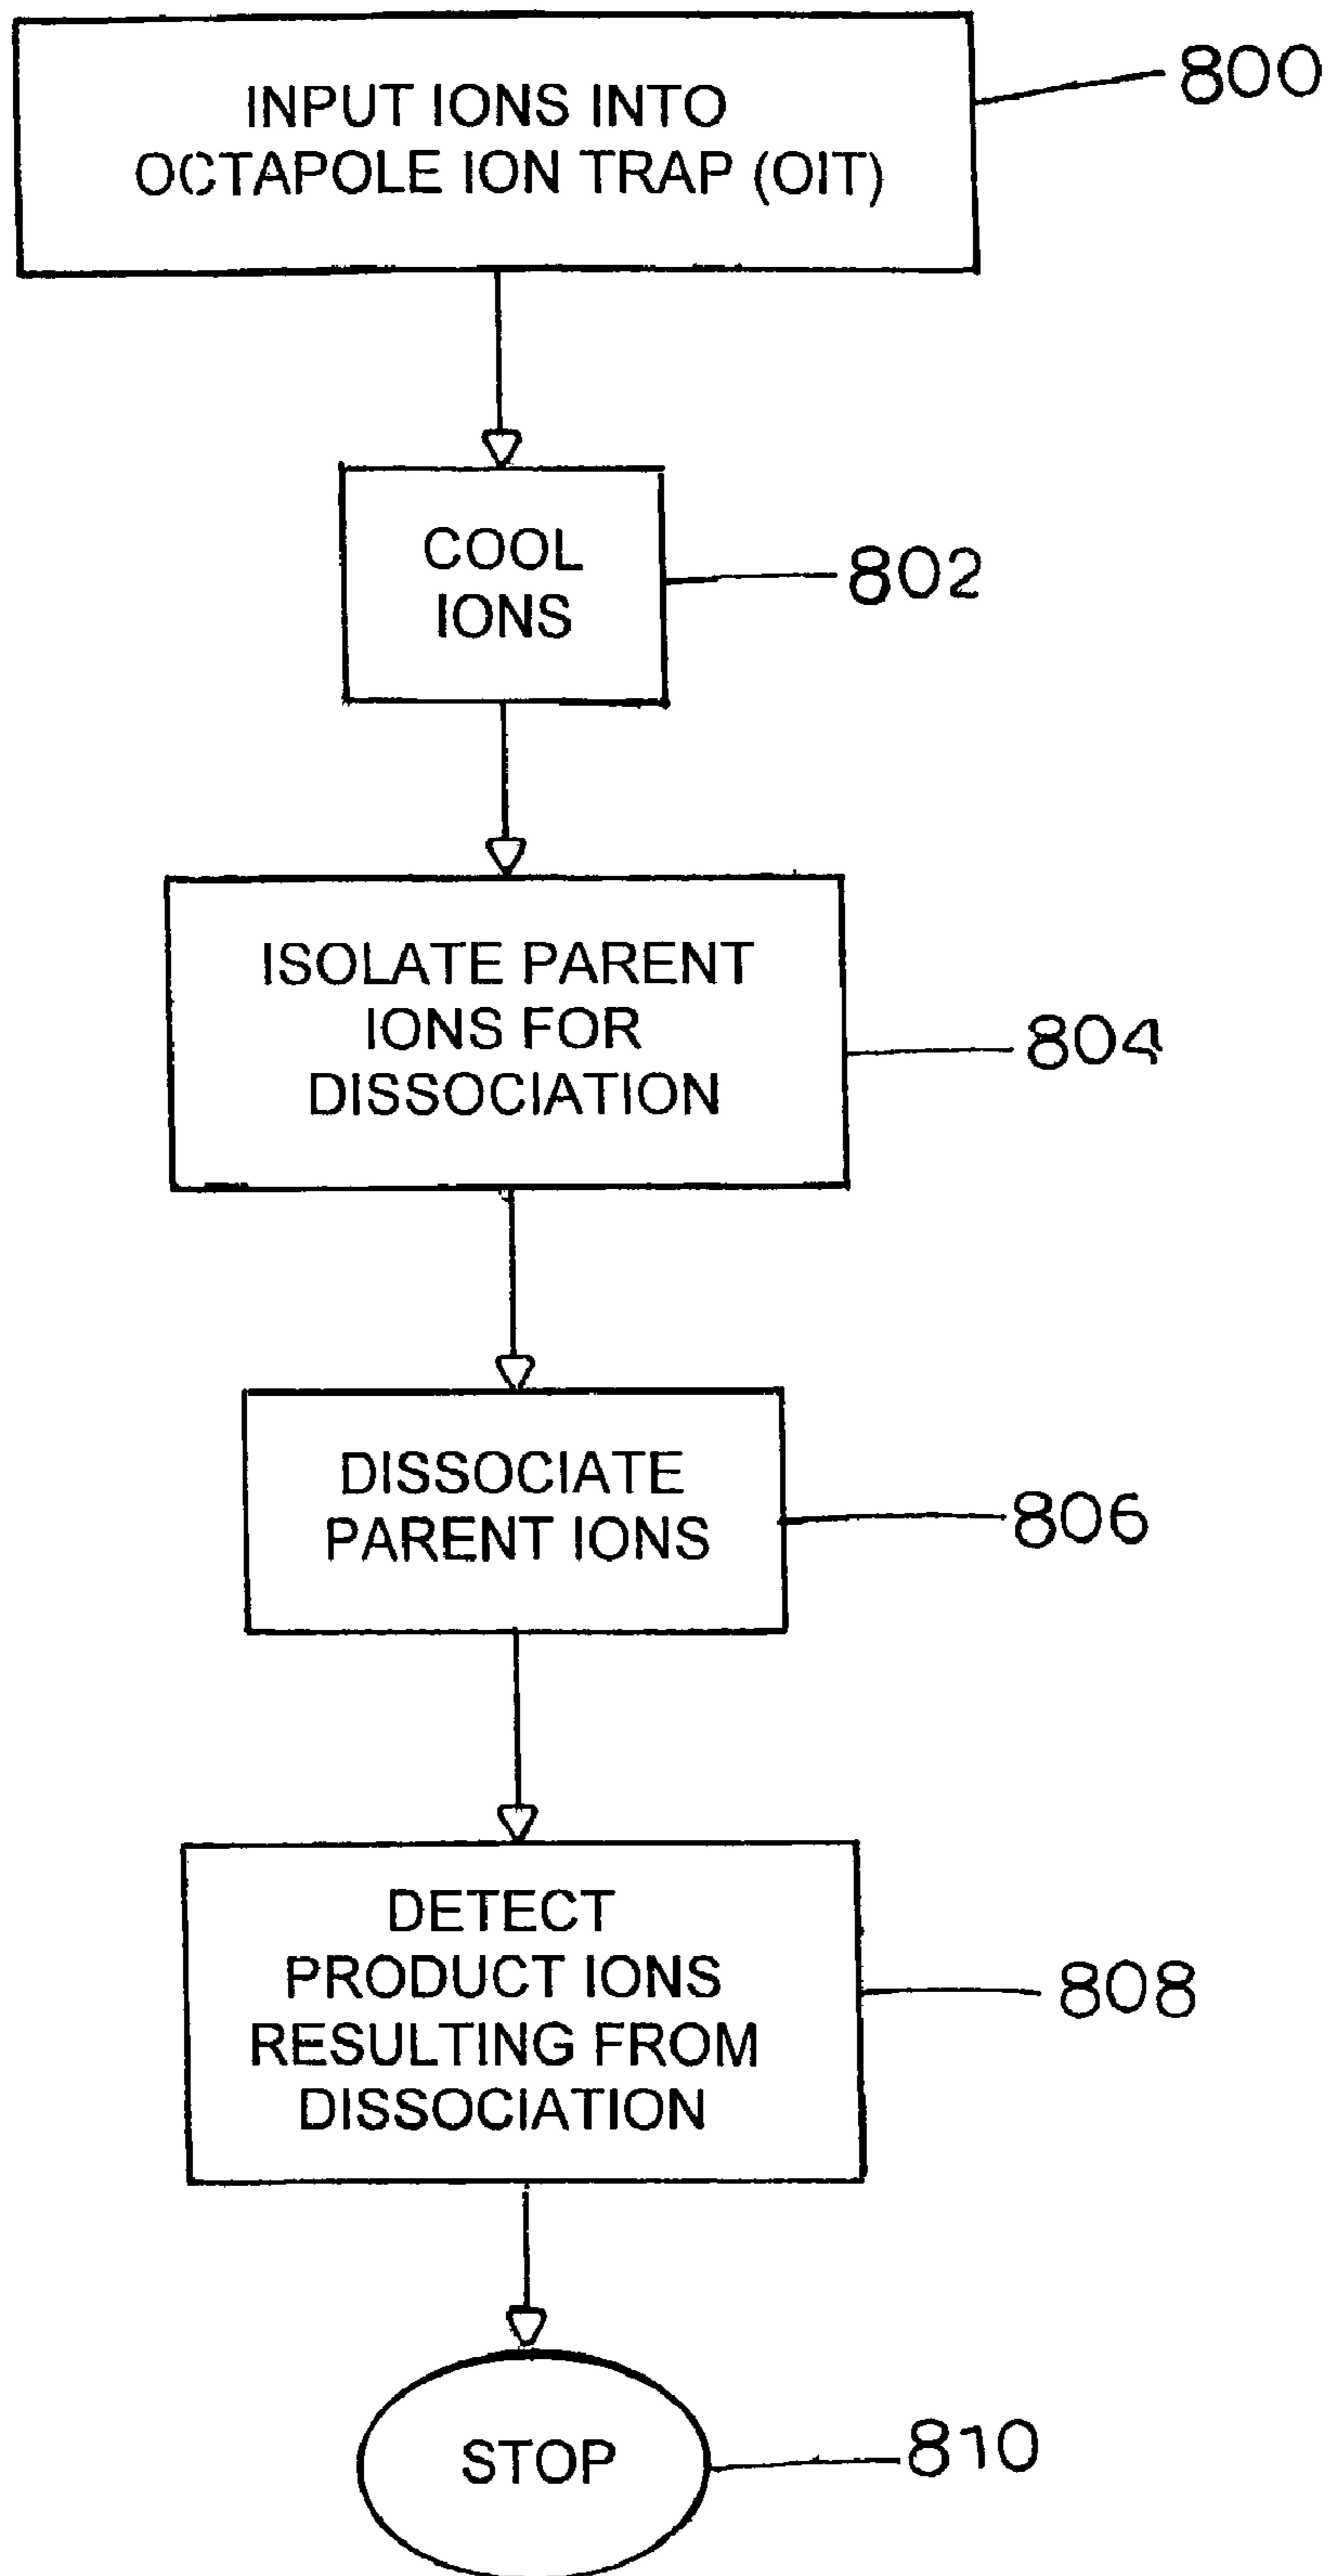 INPUT IONS INTO
OCTAPOLE ION TRAP (OIT)
800
COOL
IONS
802
ISOLATE PARENT
IONS FOR
DISSOCIATION
804
DISSOCIATE
PARENT IONS
806
DETECT
PRODUCT IONS
RESULTING FROM
DISSOCIATION
808
STOP
810